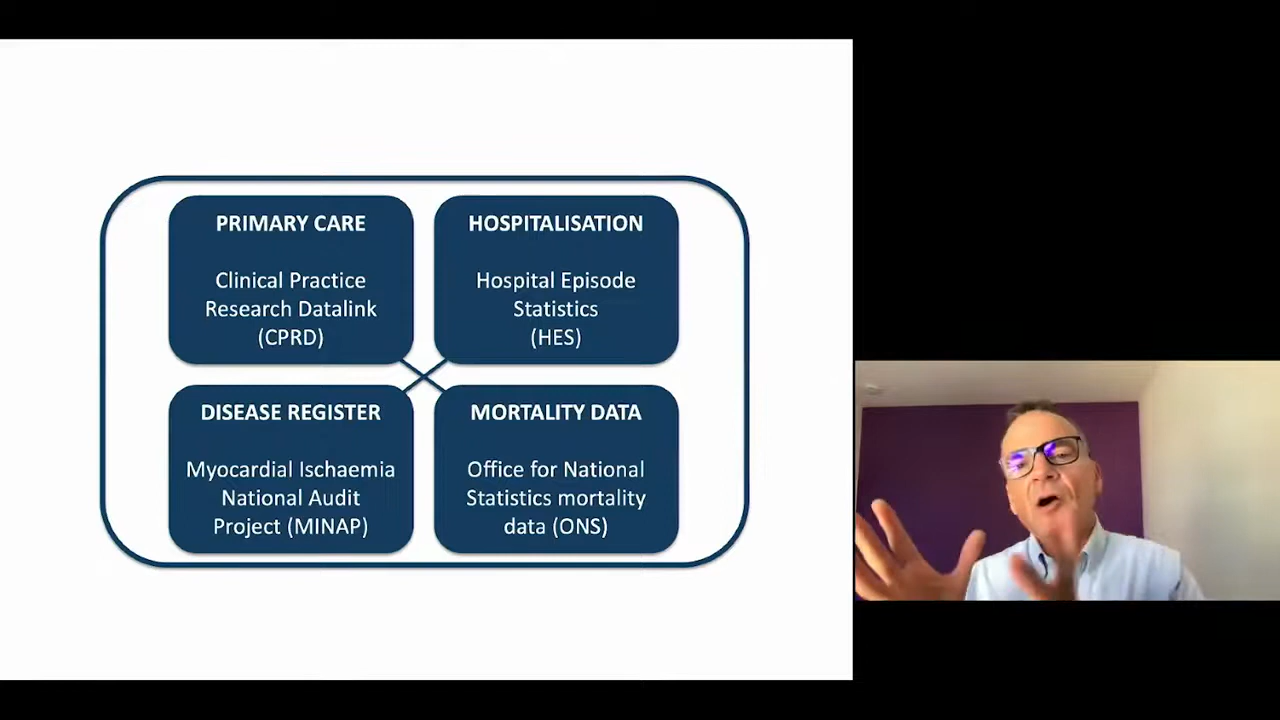 PRIMARY CARE
Clinical Practice
Research Datalink
(CPRD)
HOSPITALISATION
Hospital Episode
Statistics
(HES)
DISEASE REGISTER
Myocardial Ischaemia
National Audit
Project (MINAP)
MORTALITY DATA
Office for National
Statistics mortality
data (ONS)